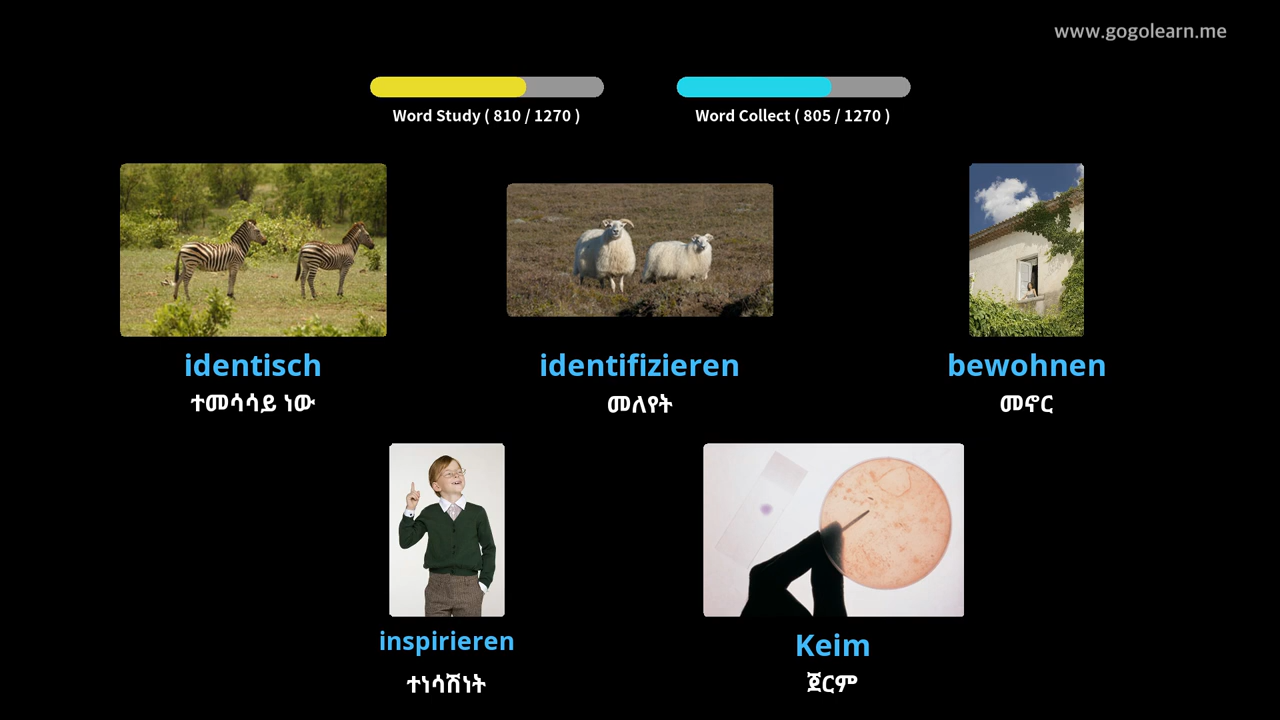 www.gogolearn.me
Word Study ( 810 / 1270 )
Word Collect ( 805 / 1270 )
identisch
ተመሳሳይ ነው
identifizieren
መለየት
bewohnen
መኖር
inspirieren
ተነሳሽነት
Keim
ጀርም